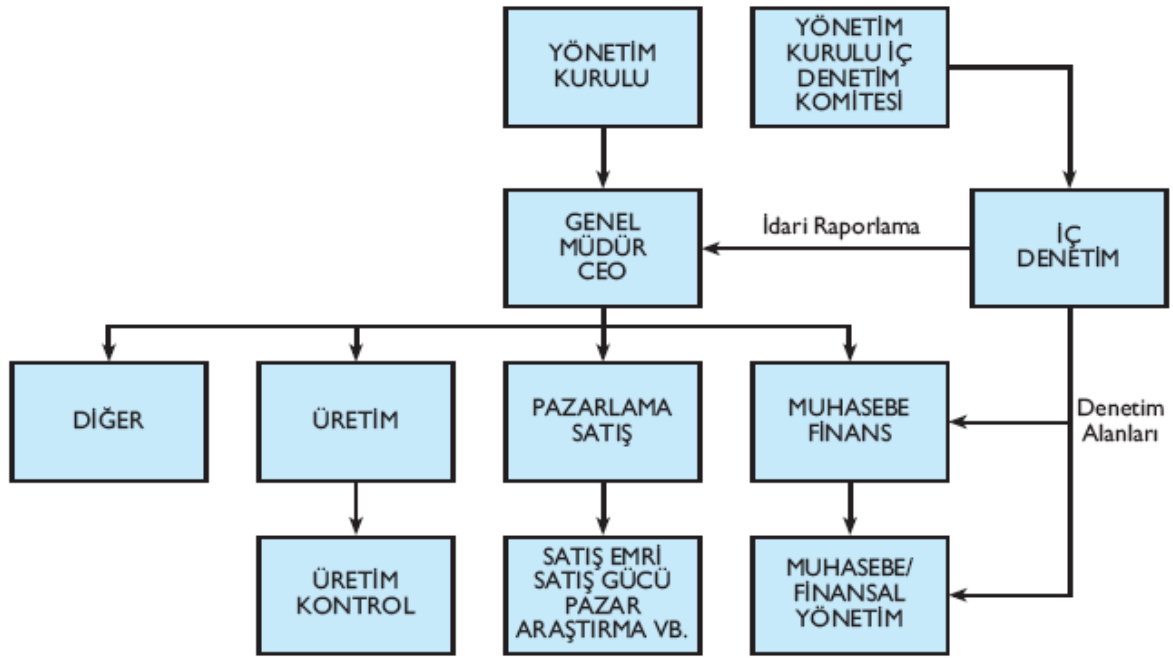 YÖNETİM
KURULU
YÖNETİM
KURULU İÇ
DENETİM
KOMİTESİ
GENEL
MÜDÜR
CEO
İdari Raporlama
İÇ
DENETİM
DİĞER
ÜRETİM
PAZARLAMA
SATIŞ
MUHASEBE
FİNANS
Denetim
Alanları
ÜRETİM
KONTROL
SATIŞ EMRİ
SATIŞ GÜCÜ
PAZAR
ARAŞTIRMA VB.
MUHASEBE/
FİNANSAL
YÖNETİM